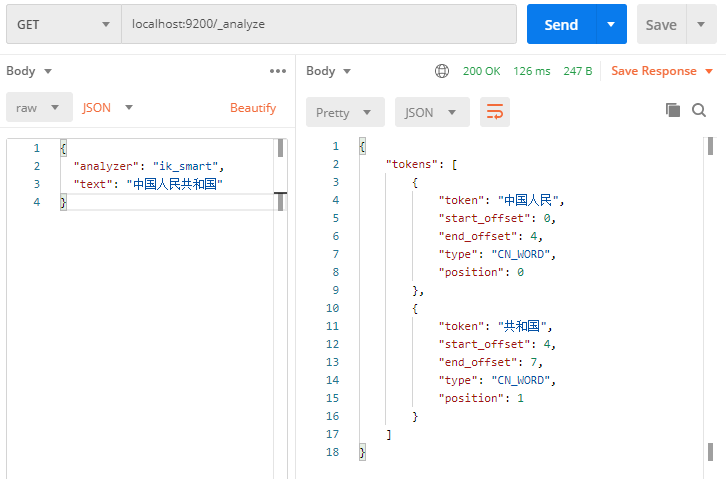 GET localhost:9200/_analyze Send Save
Body Body 200 OK 126 ms 247 B Save Response
raw JSON Beautify Pretty JSON
1 {
2 "analyzer": "ik_smart",
3 "text": "中国人民共和国"
4 }
1 {
2 "tokens": [
3 {
4 "token": "中国人民",
5 "start_offset": 0,
6 "end_offset": 4,
7 "type": "CN_WORD",
8 "position": 0
9 },
10 {
11 "token": "共和国",
12 "start_offset": 4,
13 "end_offset": 7,
14 "type": "CN_WORD",
15 "position": 1
16 }
17 ]
18 }